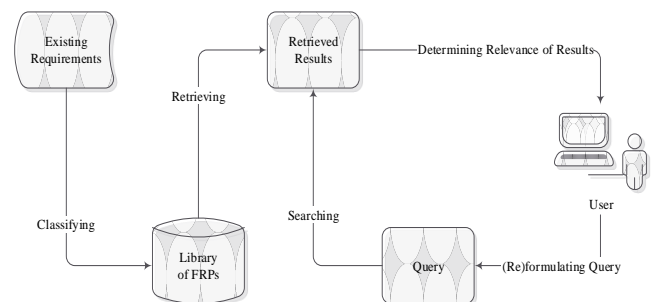 Existing
Requirements
Retrieved
Results
Determining Relevance of Results
Retrieving
Classifying
Searching
User
Library
of FRPs
Query
(Re)formulating Query